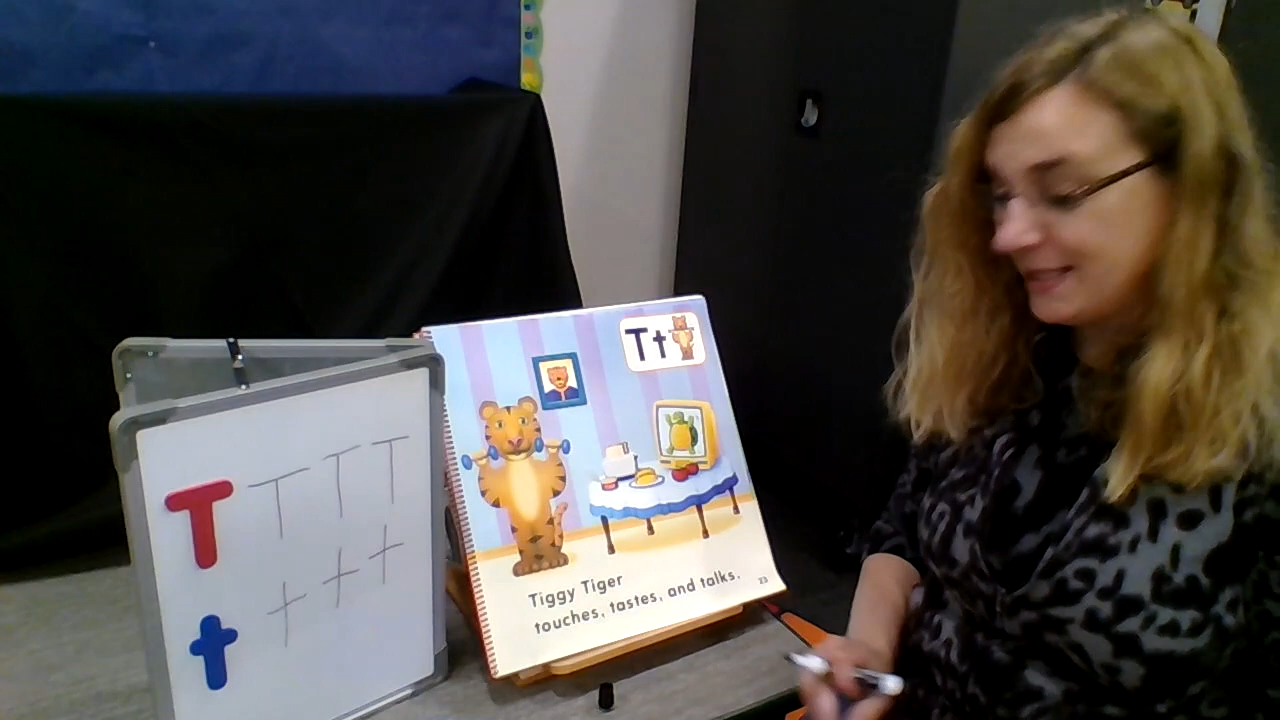 T T T T
t t t t
Tt
Tiggy Tiger
touches, tastes, and talks.
23